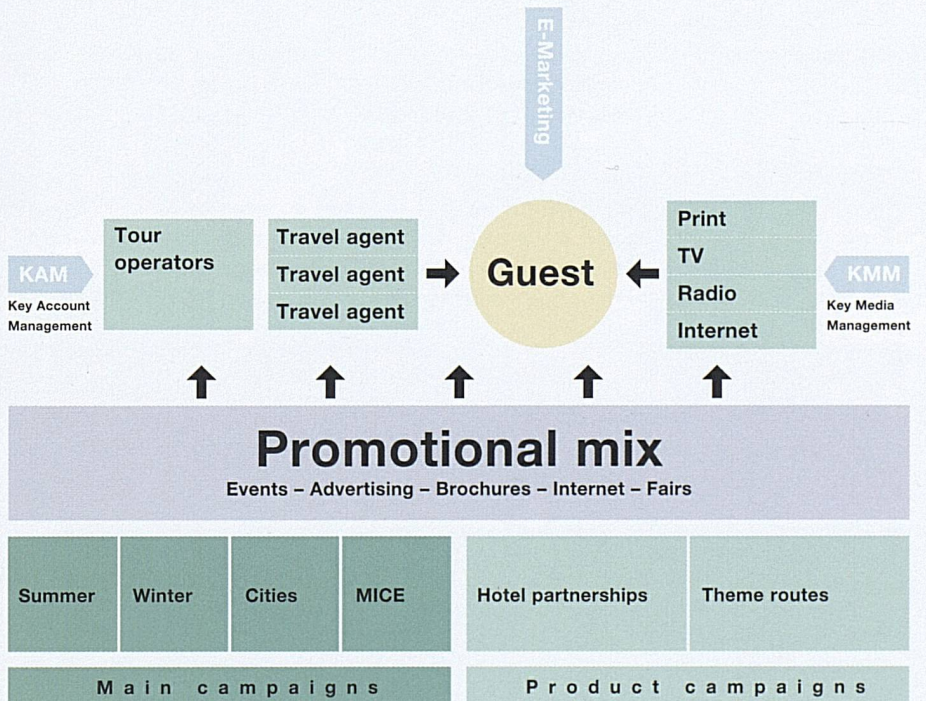 E-Marketing
KAM
Key Account
Management
Tour
operators
Travel agent
Travel agent
Travel agent
Guest
Print
TV
Radio
Internet
KMM
Key Media
Management
Promotional mix
Events – Advertising – Brochures – Internet – Fairs
Summer
Winter
Cities
MICE
Hotel partnerships
Theme routes
Main campaigns
Product campaigns